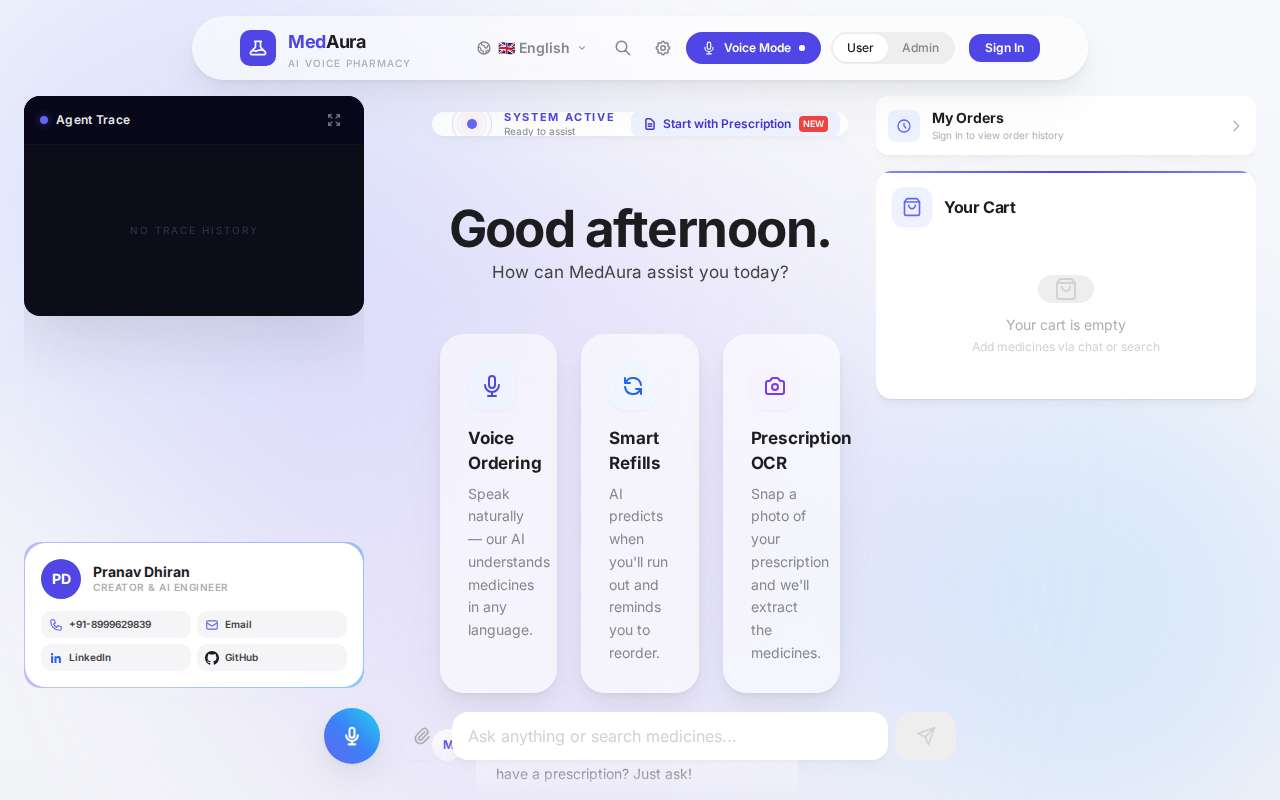 MedAura
AI VOICE PHARMACY
English
Voice Mode
User
Admin
Sign In
Agent Trace
NO TRACE HISTORY
Pranav Dhiran
PD
CREATOR & AI ENGINEER
+91-8999629839
Email
LinkedIn
GitHub
SYSTEM ACTIVE
Ready to assist
Start with Prescription
NEW
Good afternoon.
How can MedAura assist you today?
Voice
Ordering
Speak
naturally
— our AI
understands
medicines
in any
language.
Smart
Refills
AI
predicts
when
you'll run
out and
reminds
you to
reorder.
Prescription
OCR
Snap a
photo of
your
prescription
and we'll
extract
the
medicines.
M
Ask anything or search medicines...
have a prescription? Just ask!
My Orders
Sign in to view order history
Your Cart
Your cart is empty
Add medicines via chat or search